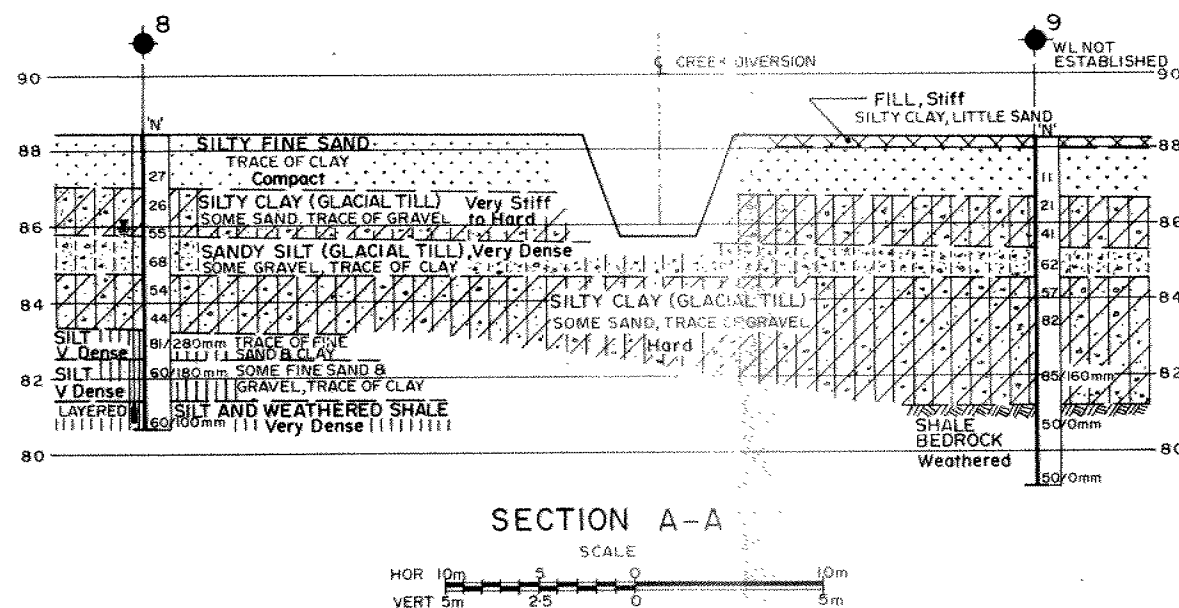 8
9
WL NOT
ESTABLISHED
90
90
℄ CREEK DIVERSION
FILL, Stiff
SILTY CLAY, LITTLE SAND
'N'
'N'
88
88
SILTY FINE SAND
TRACE OF CLAY
Compact
27
11
SILTY CLAY (GLACIAL TILL) Very Stiff
SOME SAND, TRACE OF GRAVEL to Hard
26
21
86
86
55
41
SANDY SILT (GLACIAL TILL), Very Dense
SOME GRAVEL, TRACE OF CLAY
68
62
54
57
84
84
SILTY CLAY (GLACIAL TILL)
SOME SAND, TRACE OF GRAVEL
Hard
44
82
SILT
V. Dense
81/280mm TRACE OF FINE
SAND & CLAY
82
82
SILT
V Dense
60/180mm SOME FINE SAND &
GRAVEL, TRACE OF CLAY
85/160mm
LAYERED SILT AND WEATHERED SHALE
60/100mm Very Dense
SHALE
BEDROCK
Weathered
50/0mm
80
80
50/0mm
SECTION A-A
SCALE
HOR 10m 5 0 10m
VERT 5m 2·5 0 5m